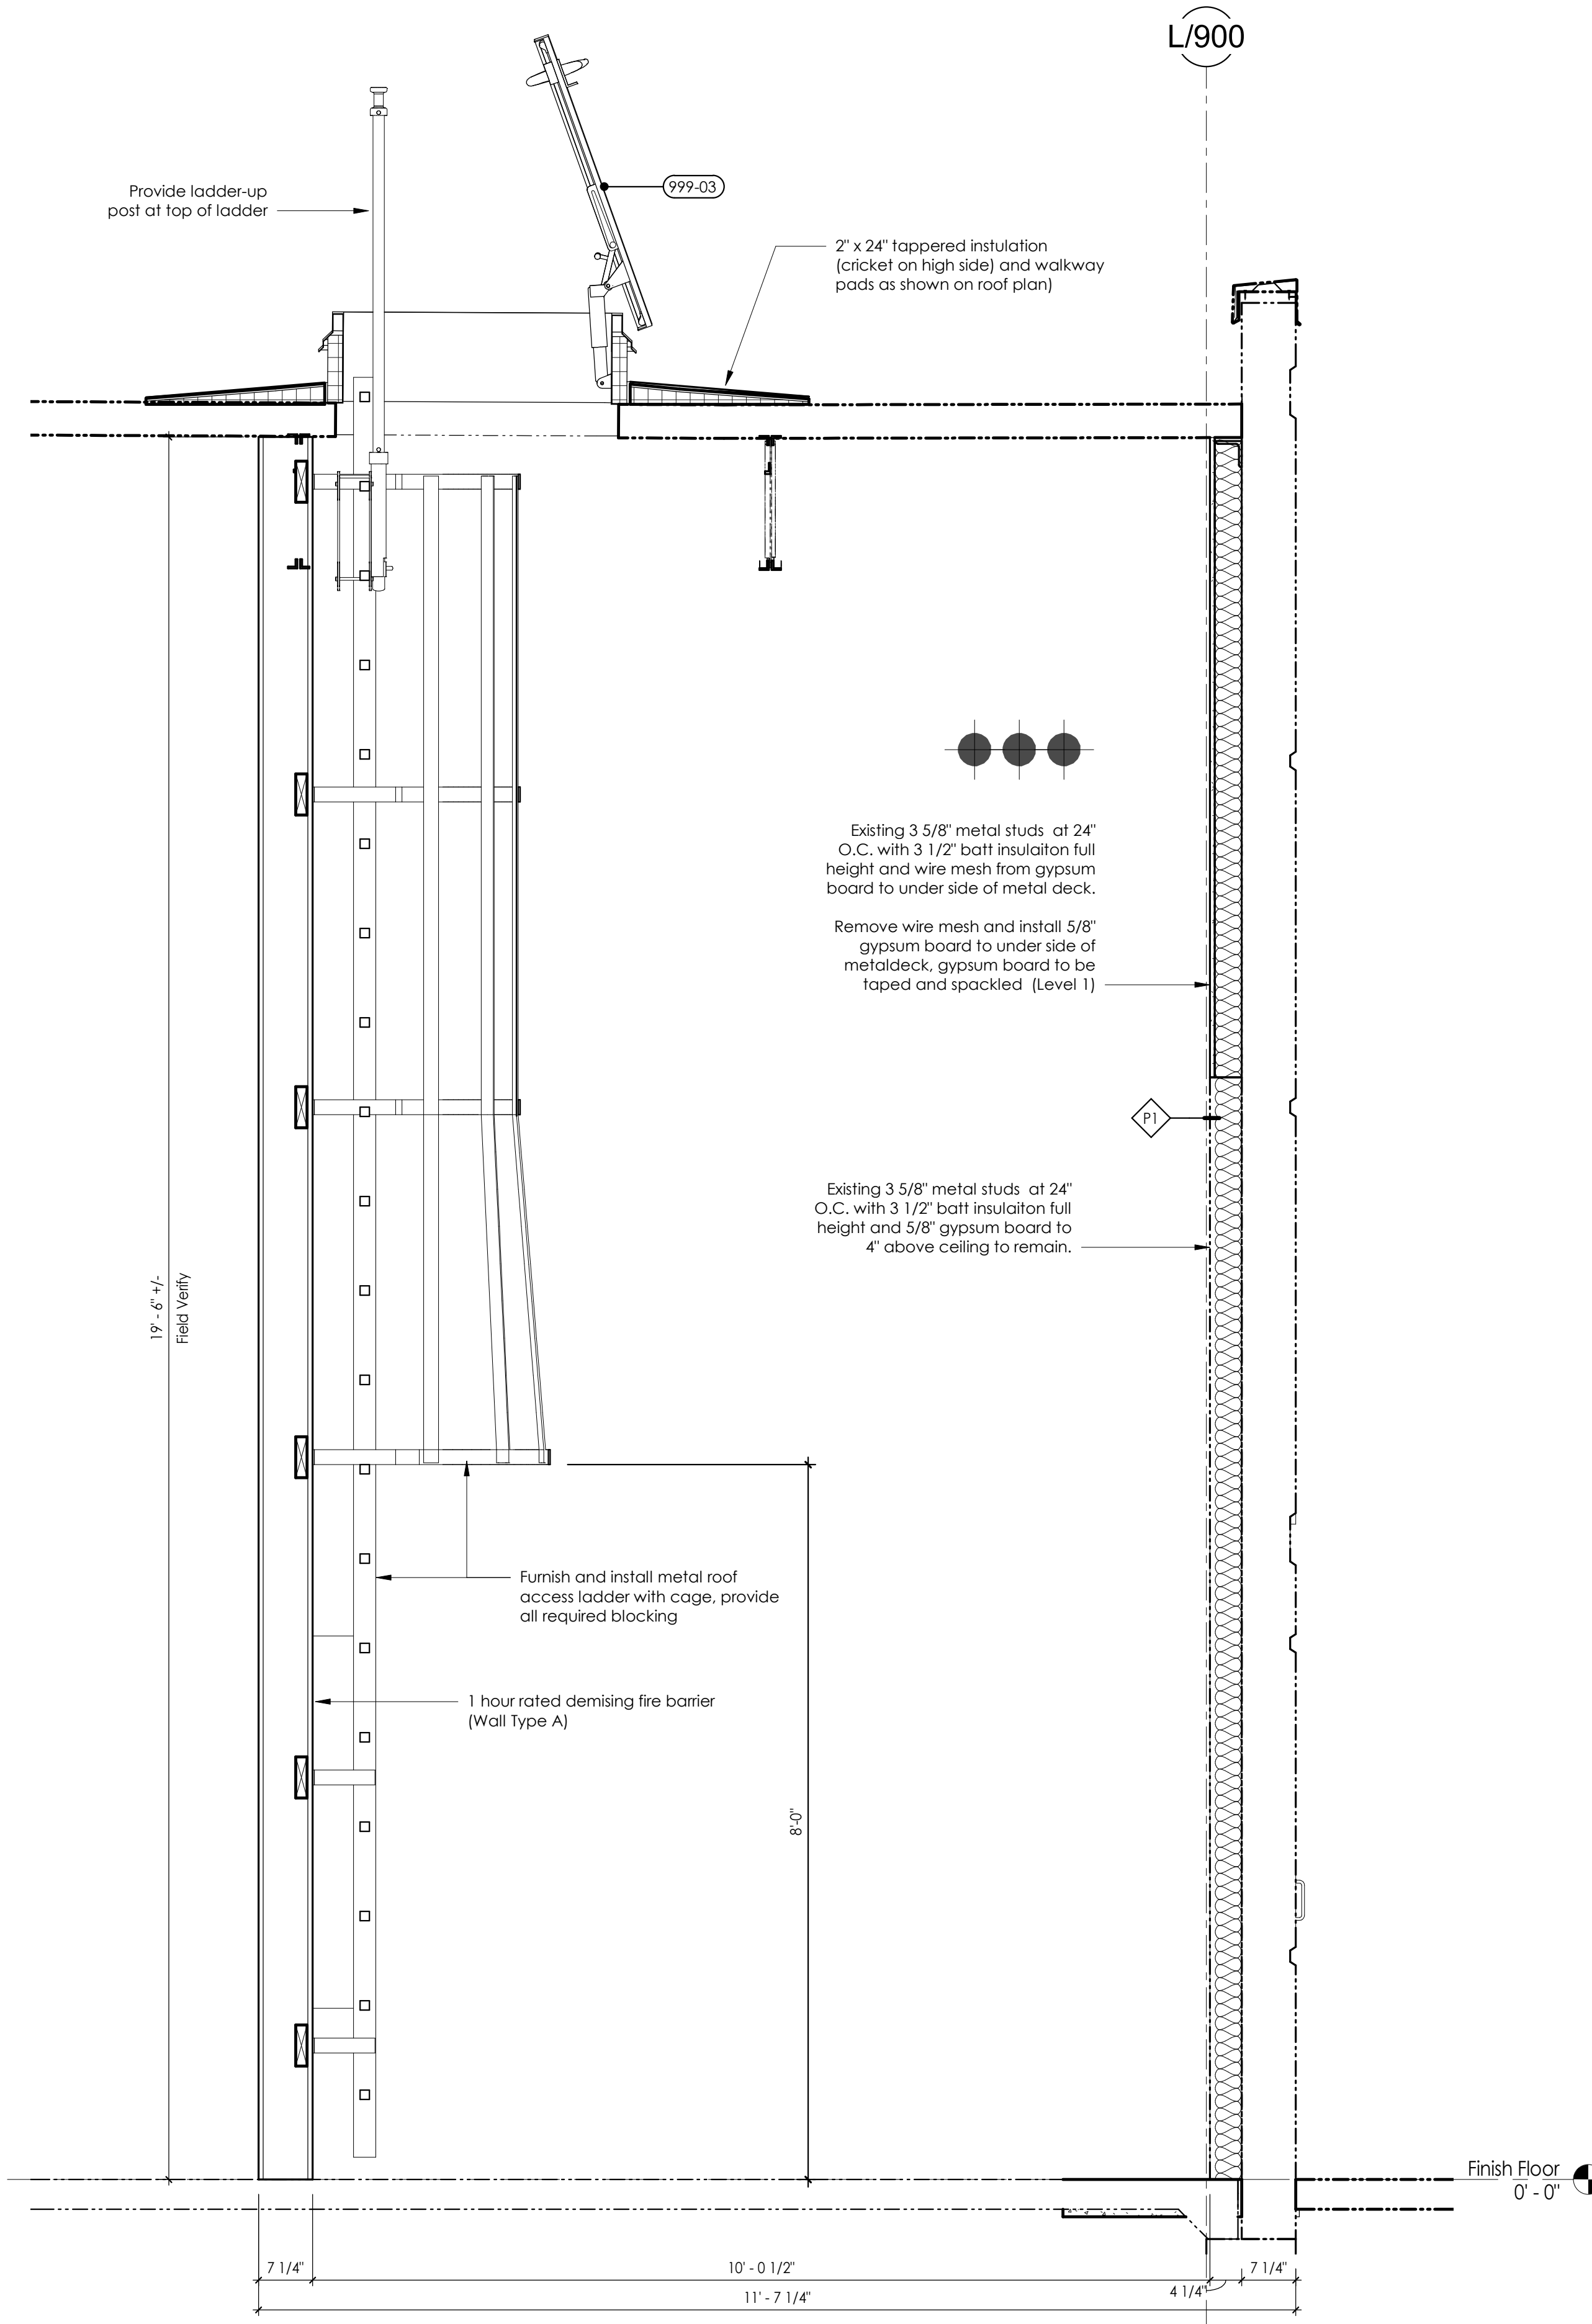 L/900
Provide ladder-up
post at top of ladder
999-03
2" x 24" tappered instulation
(cricket on high side) and walkway
pads as shown on roof plan)
Existing 3 5/8" metal studs at 24"
O.C. with 3 1/2" batt insulaiton full
height and wire mesh from gypsum
board to under side of metal deck.
Remove wire mesh and install 5/8"
gypsum board to under side of
metaldeck, gypsum board to be
taped and spackled (Level 1)
P1
Existing 3 5/8" metal studs at 24"
O.C. with 3 1/2" batt insulaiton full
height and 5/8" gypsum board to
4" above ceiling to remain.
19' - 6" +/-
Field Verify
Furnish and install metal roof
access ladder with cage, provide
all required blocking
1 hour rated demising fire barrier
(Wall Type A)
8'-0"
Finish Floor
0' - 0"
7 1/4"
10' - 0 1/2"
4 1/4"
7 1/4"
11' - 7 1/4"